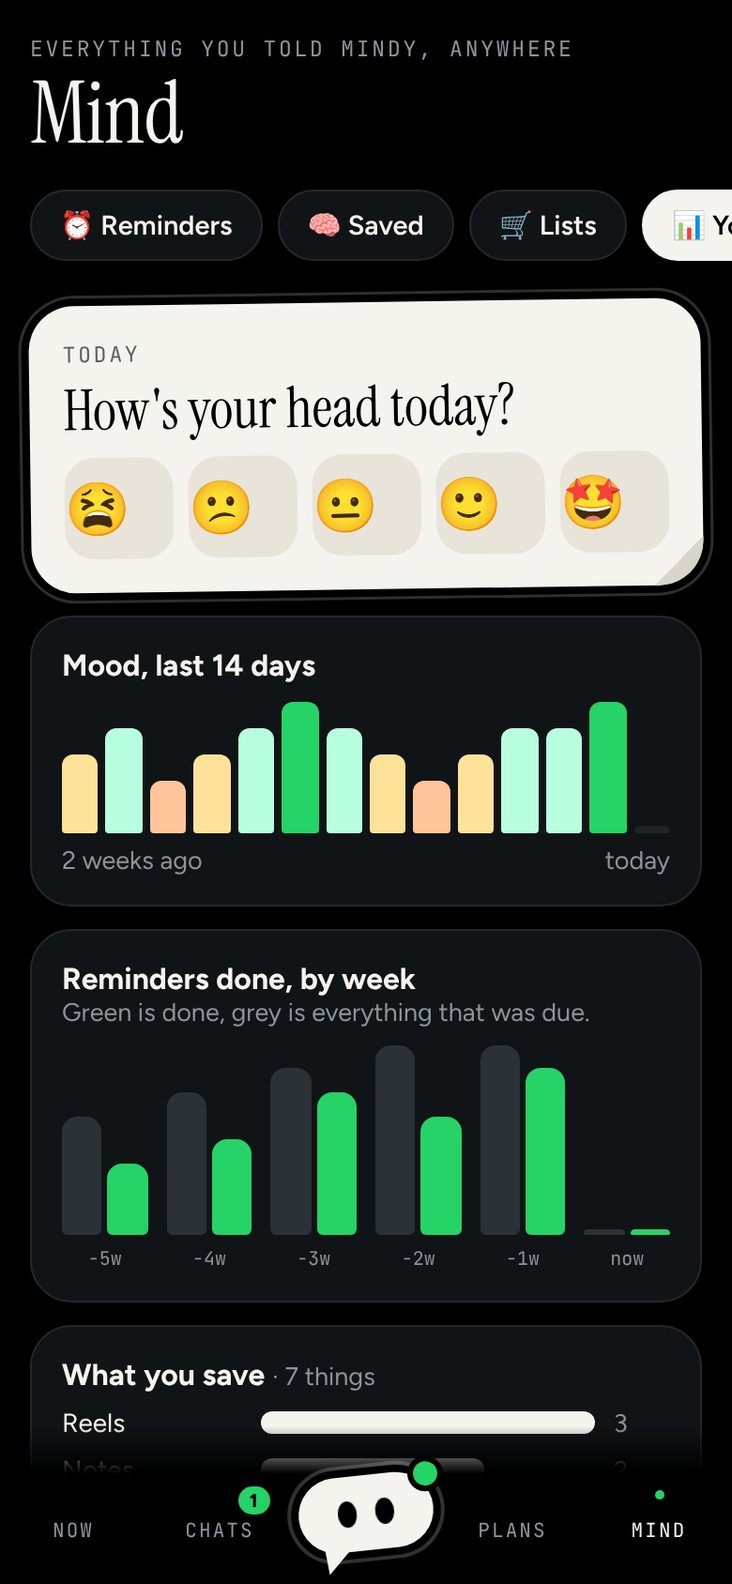 EVERYTHING YOU TOLD MINDY, ANYWHERE
Mind
Reminders
Saved
Lists
TODAY
How's your head today?
Mood, last 14 days
2 weeks ago
today
Reminders done, by week
Green is done, grey is everything that was due.
-5w
-4w
-3w
-2w
-1w
now
What you save · 7 things
Reels 3
Notes 2
NOW
1
CHATS
PLANS
MIND